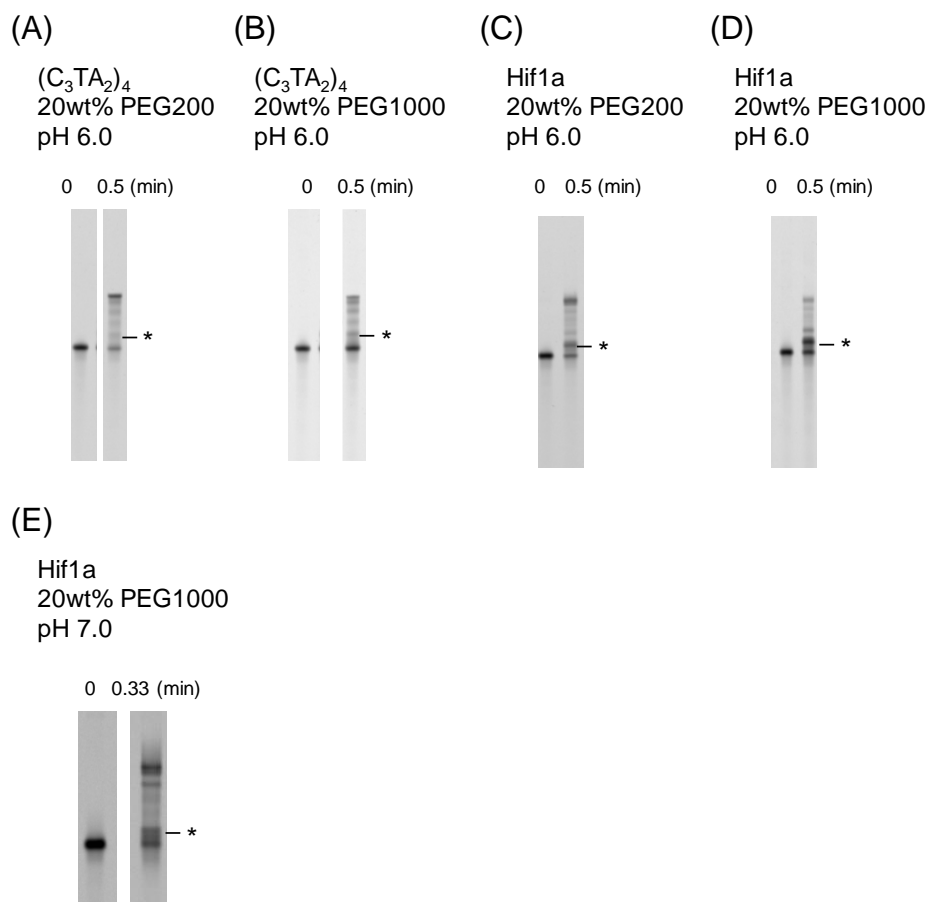 (A)
(C₃TA₂)₄
20wt% PEG200
pH 6.0
0 0.5 (min)
*
(B)
(C₃TA₂)₄
20wt% PEG1000
pH 6.0
0 0.5 (min)
*
(C)
Hif1a
20wt% PEG200
pH 6.0
0 0.5 (min)
*
(D)
Hif1a
20wt% PEG1000
pH 6.0
0 0.5 (min)
*
(E)
Hif1a
20wt% PEG1000
pH 7.0
0 0.33 (min)
*